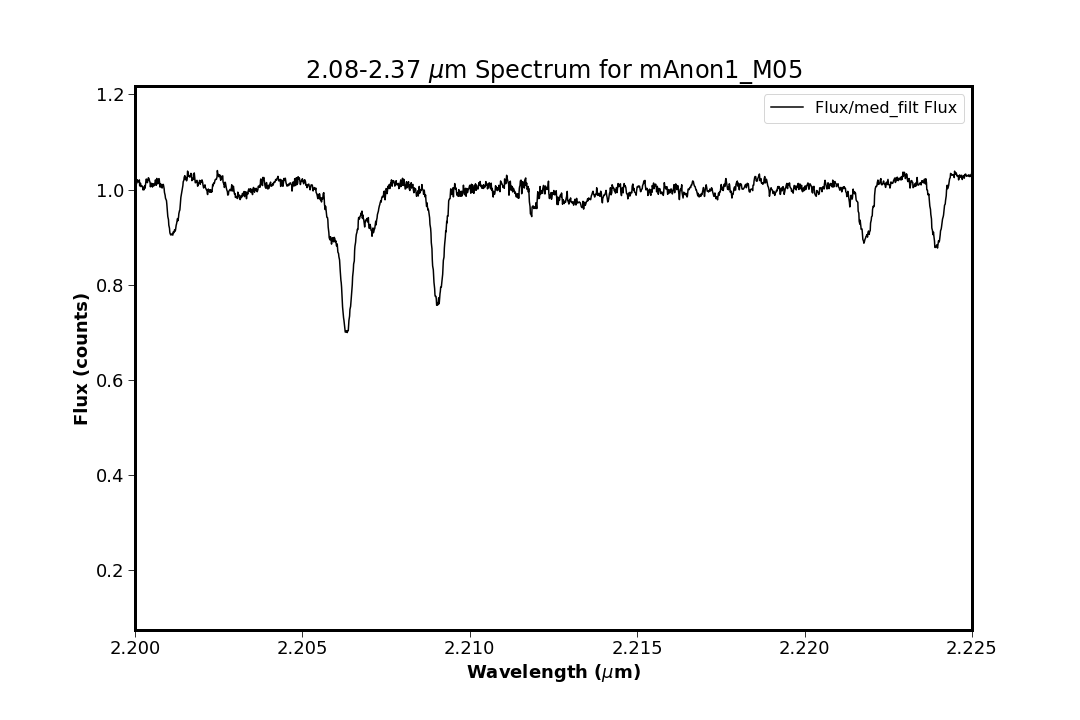 2.08-2.37 μm Spectrum for mAnon1_M05
Flux/med_filt Flux
1.2
1.0
0.8
0.6
0.4
0.2
Flux (counts)
2.200 2.205 2.210 2.215 2.220 2.225
Wavelength (μm)